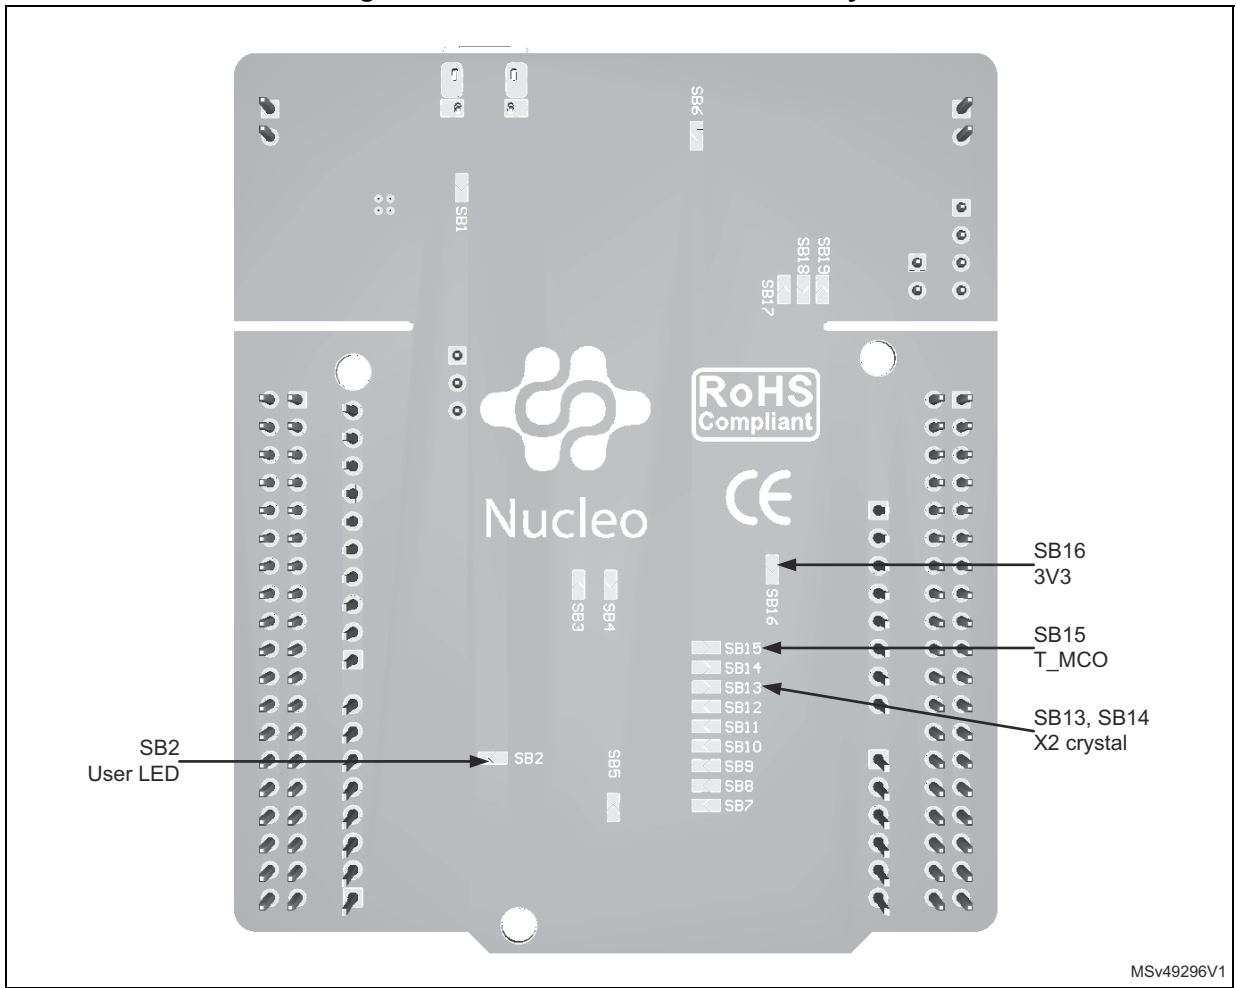 SB6
SB1
SB19
SB18
SB17
RoHS
Compliant
CE
Nucleo
SB16
3V3
SB3
SB4
SB16
SB15
SB15
T_MCO
SB14
SB13
SB12
SB13, SB14
X2 crystal
SB11
SB10
SB2
User LED
SB2
SB5
SB9
SB8
SB7
MSv49296V1